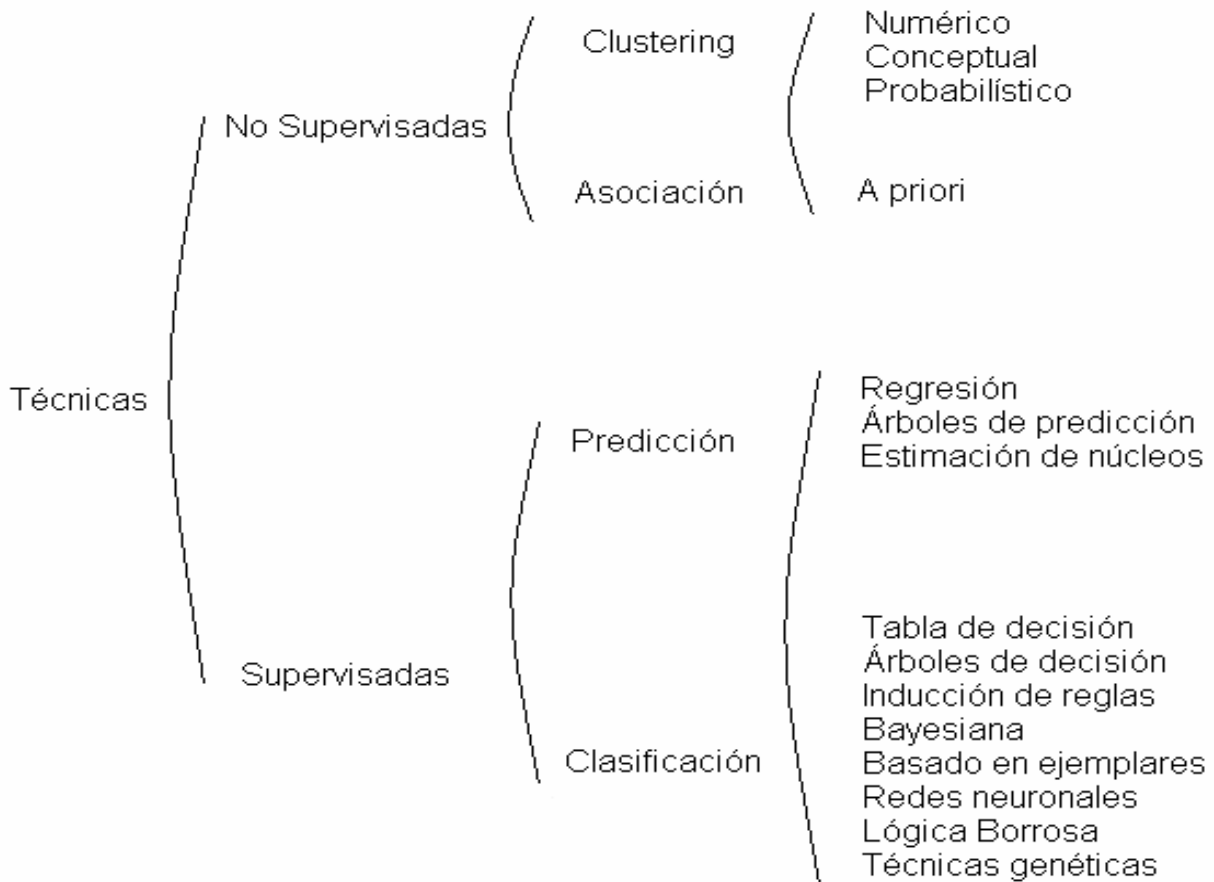 Técnicas
No Supervisadas
Clustering
Numérico
Conceptual
Probabilístico
Asociación
A priori
Supervisadas
Predicción
Regresión
Árboles de predicción
Estimación de núcleos
Clasificación
Tabla de decisión
Árboles de decisión
Inducción de reglas
Bayesiana
Basado en ejemplares
Redes neuronales
Lógica Borrosa
Técnicas genéticas